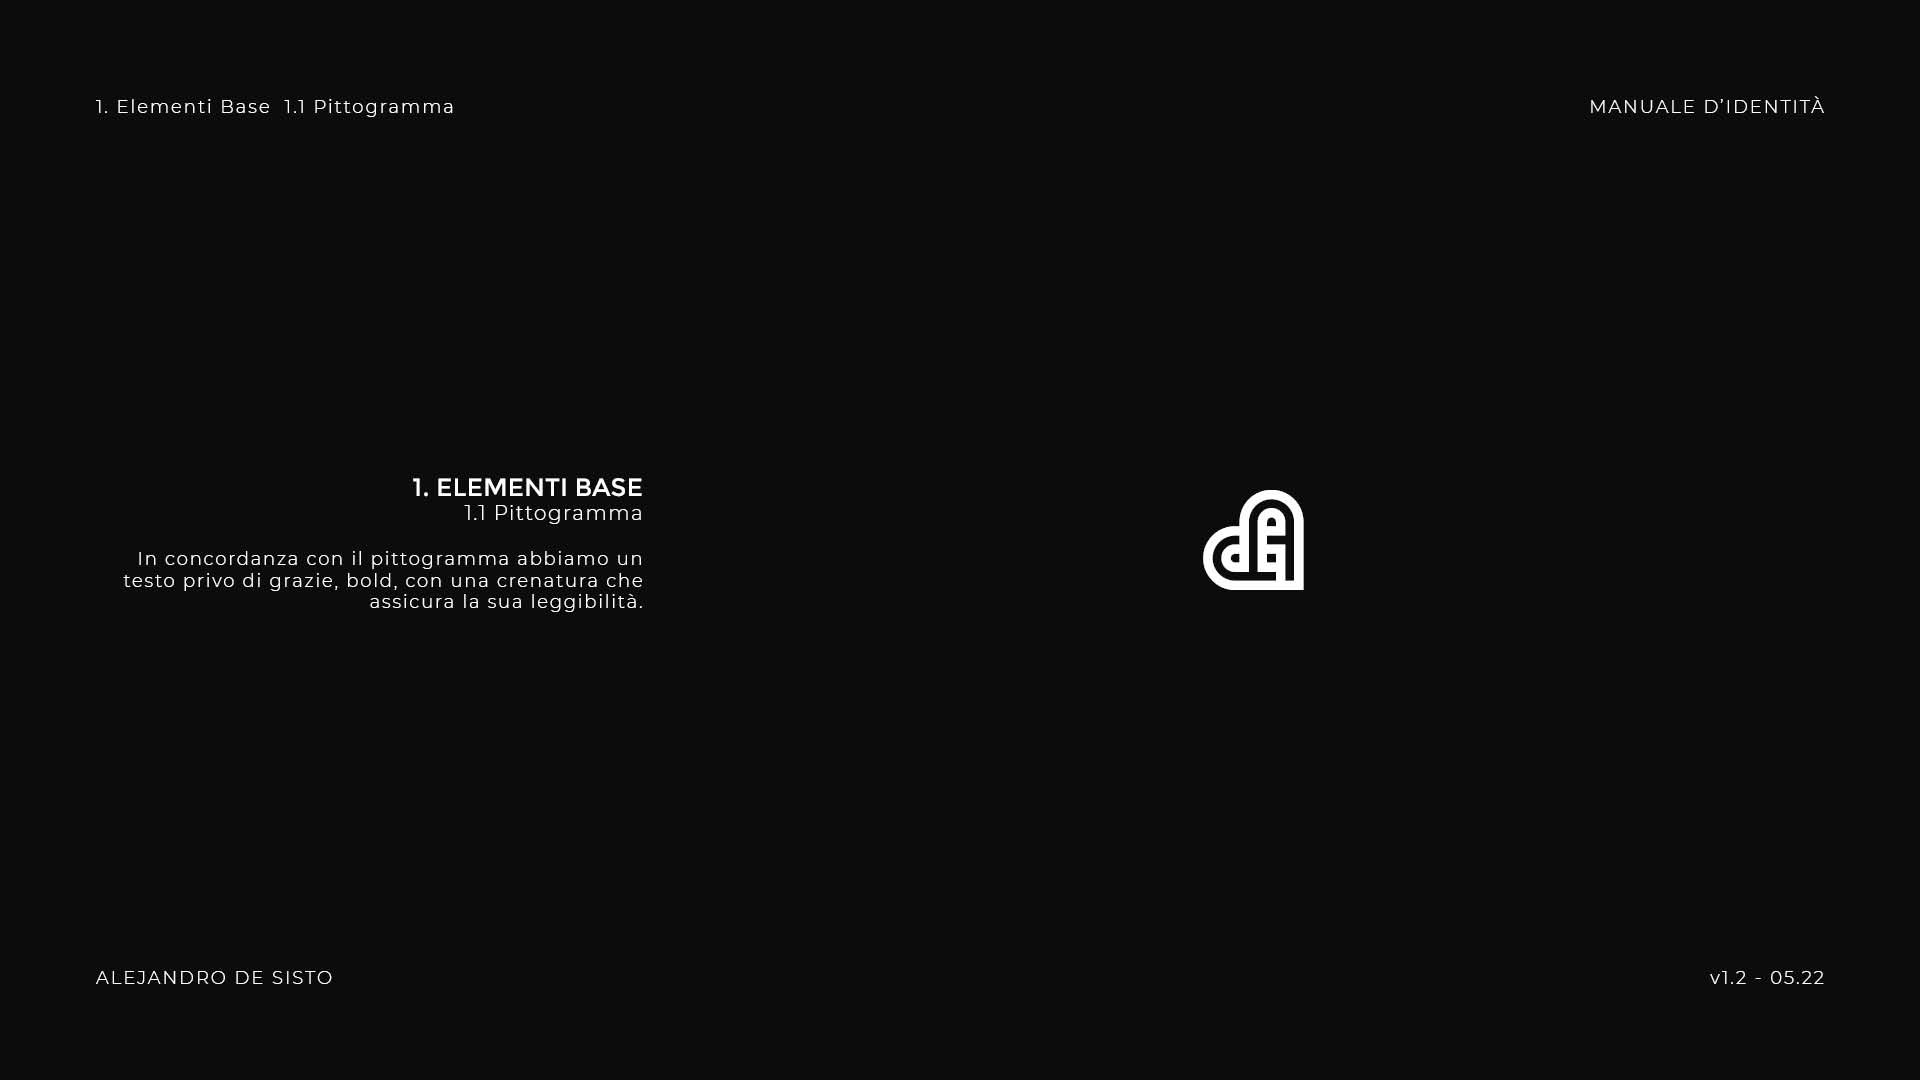 1. Elementi Base  1.1 Pittogramma
MANUALE D’IDENTITÀ
1. ELEMENTI BASE
1.1 Pittogramma
In concordanza con il pittogramma abbiamo un
testo privo di grazie, bold, con una crenatura che
assicura la sua leggibilità.
ALEJANDRO DE SISTO
v1.2 - 05.22